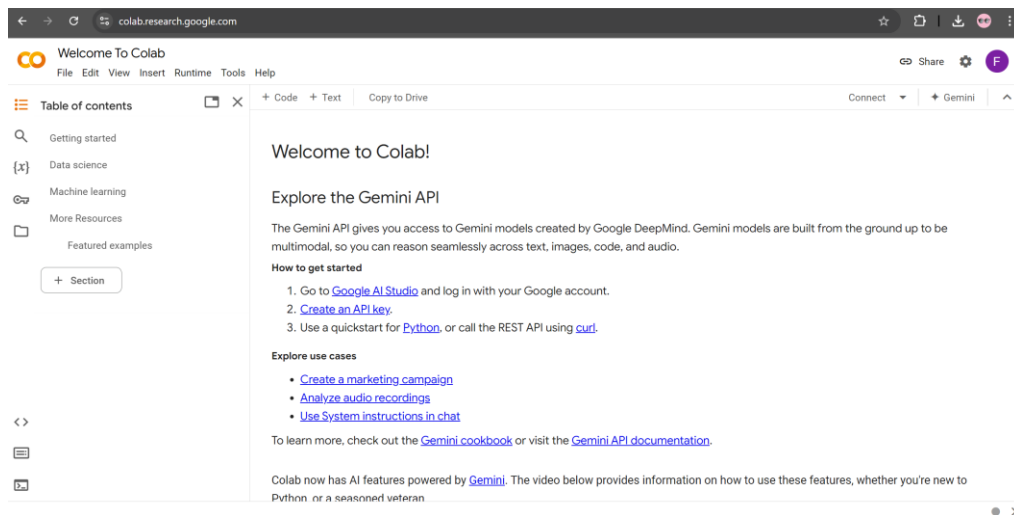 colab.research.google.com
Welcome To Colab
File Edit View Insert Runtime Tools Help
Share
F
Table of contents
+ Code + Text Copy to Drive
Connect
Gemini
Getting started
Data science
{x}
Machine learning
More Resources
Featured examples
+ Section
Welcome to Colab!
Explore the Gemini API
The Gemini API gives you access to Gemini models created by Google DeepMind. Gemini models are built from the ground up to be
multimodal, so you can reason seamlessly across text, images, code, and audio.
How to get started
1. Go to Google AI Studio and log in with your Google account.
2. Create an API key.
3. Use a quickstart for Python, or call the REST API using curl.
Explore use cases
• Create a marketing campaign
• Analyze audio recordings
• Use System instructions in chat
To learn more, check out the Gemini cookbook or visit the Gemini API documentation.
Colab now has AI features powered by Gemini. The video below provides information on how to use these features, whether you're new to
Python, or a seasoned veteran